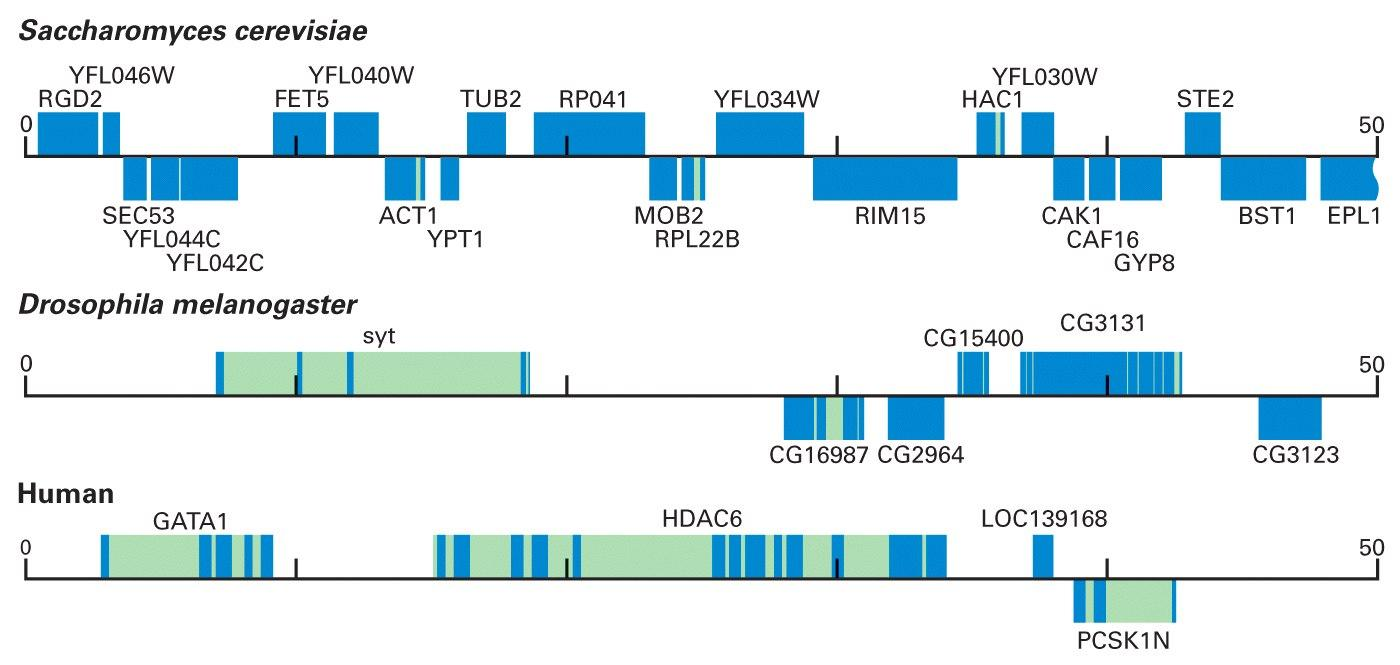 Saccharomyces cerevisiae
YFL046W YFL040W YFL030W
RGD2 FET5 TUB2 RP041 YFL034W HAC1 STE2
0 50
SEC53 ACT1 MOB2 RIM15 CAK1 BST1 EPL1
YFL044C YPT1 RPL22B CAF16
YFL042C GYP8
Drosophila melanogaster
CG3131
syt CG15400
0 50
CG16987 CG2964 CG3123
Human
GATA1 HDAC6 LOC139168
0 50
PCSK1N